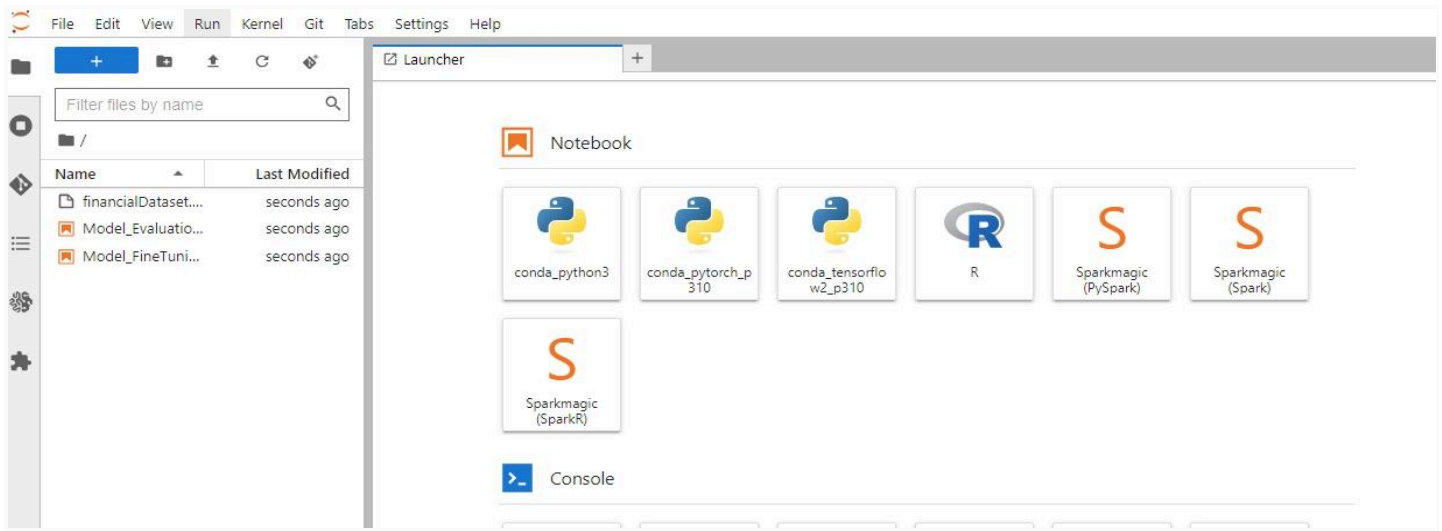 File Edit View Run Kernel Git Tabs Settings Help
+
Launcher
+
Filter files by name
/
Name Last Modified
financialDataset.... seconds ago
Model_Evaluatio... seconds ago
Model_FineTuni... seconds ago
Notebook
conda_python3
conda_pytorch_p
310
conda_tensorflo
w2_p310
R
R
S
Sparkmagic
(PySpark)
S
Sparkmagic
(Spark)
S
Sparkmagic
(SparkR)
>_ Console